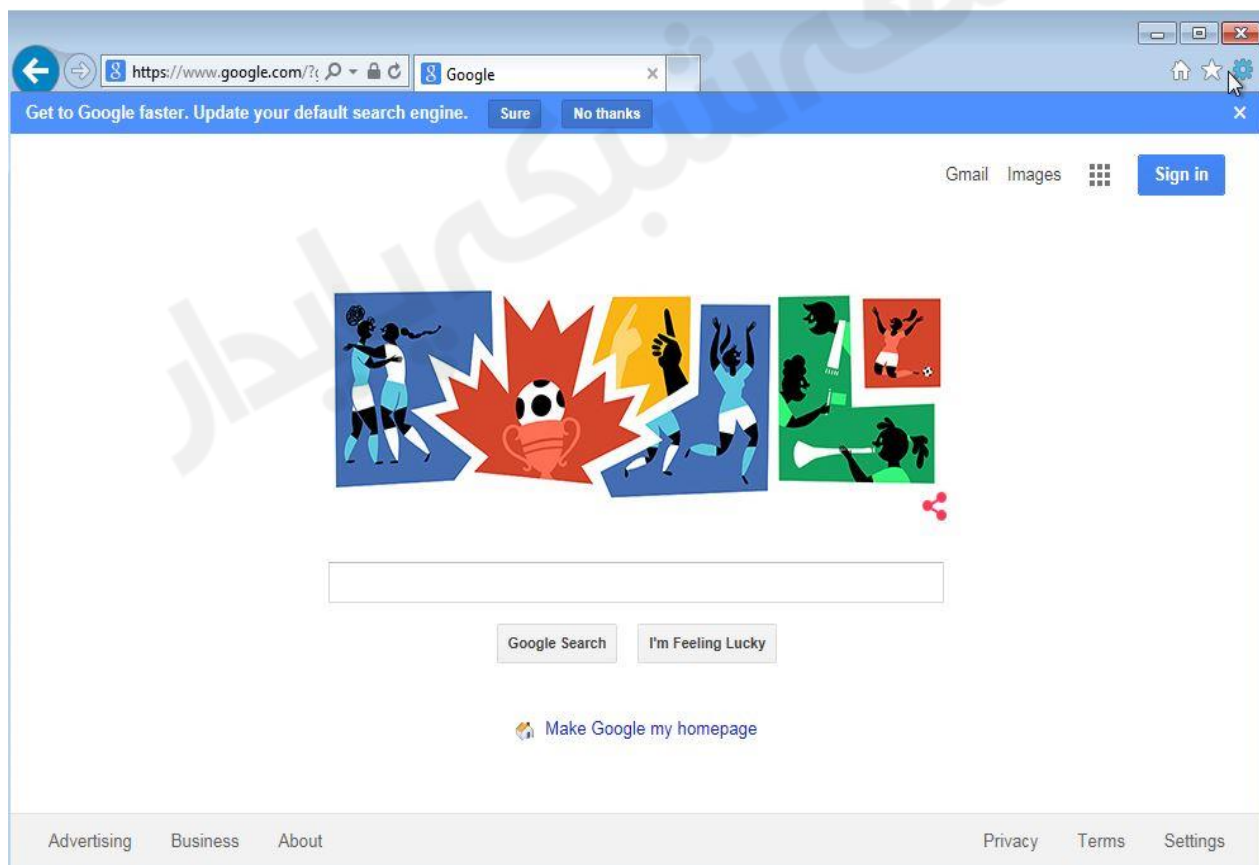 https://www.google.com/?
Google
Get to Google faster. Update your default search engine. Sure No thanks
Gmail Images Sign in
Google Search I'm Feeling Lucky
Make Google my homepage
Advertising Business About Privacy Terms Settings